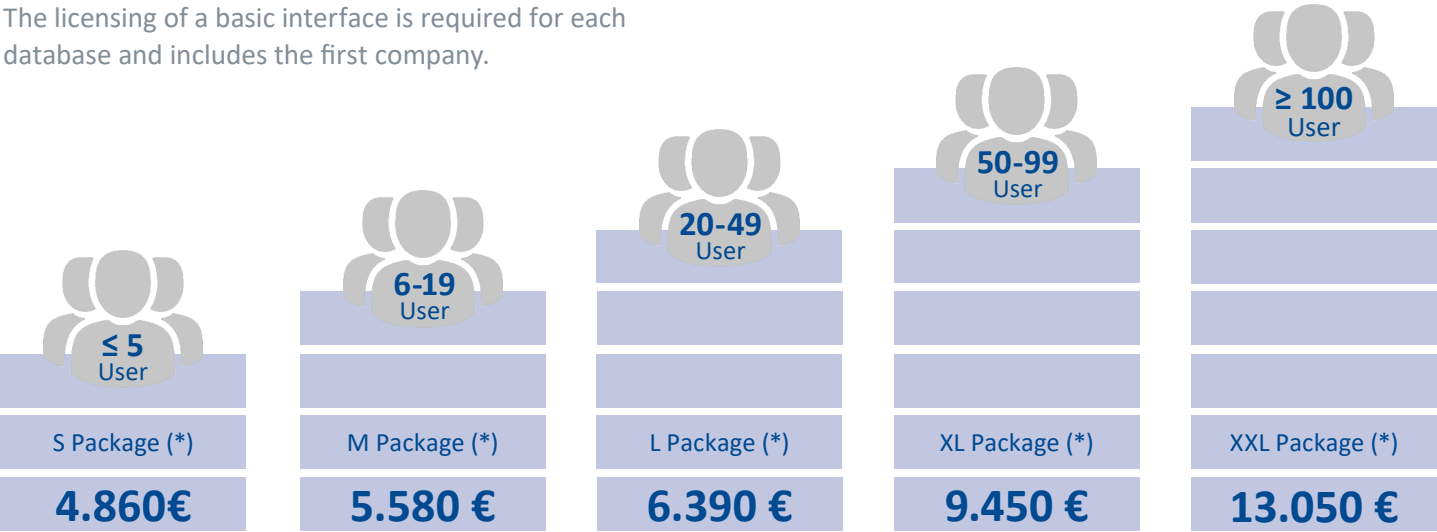 The licensing of a basic interface is required for each
database and includes the first company.
≤ 5
User
S Package (*)
4.860€
6-19
User
M Package (*)
5.580 €
20-49
User
L Package (*)
6.390 €
50-99
User
XL Package (*)
9.450 €
≥ 100
User
XXL Package (*)
13.050 €